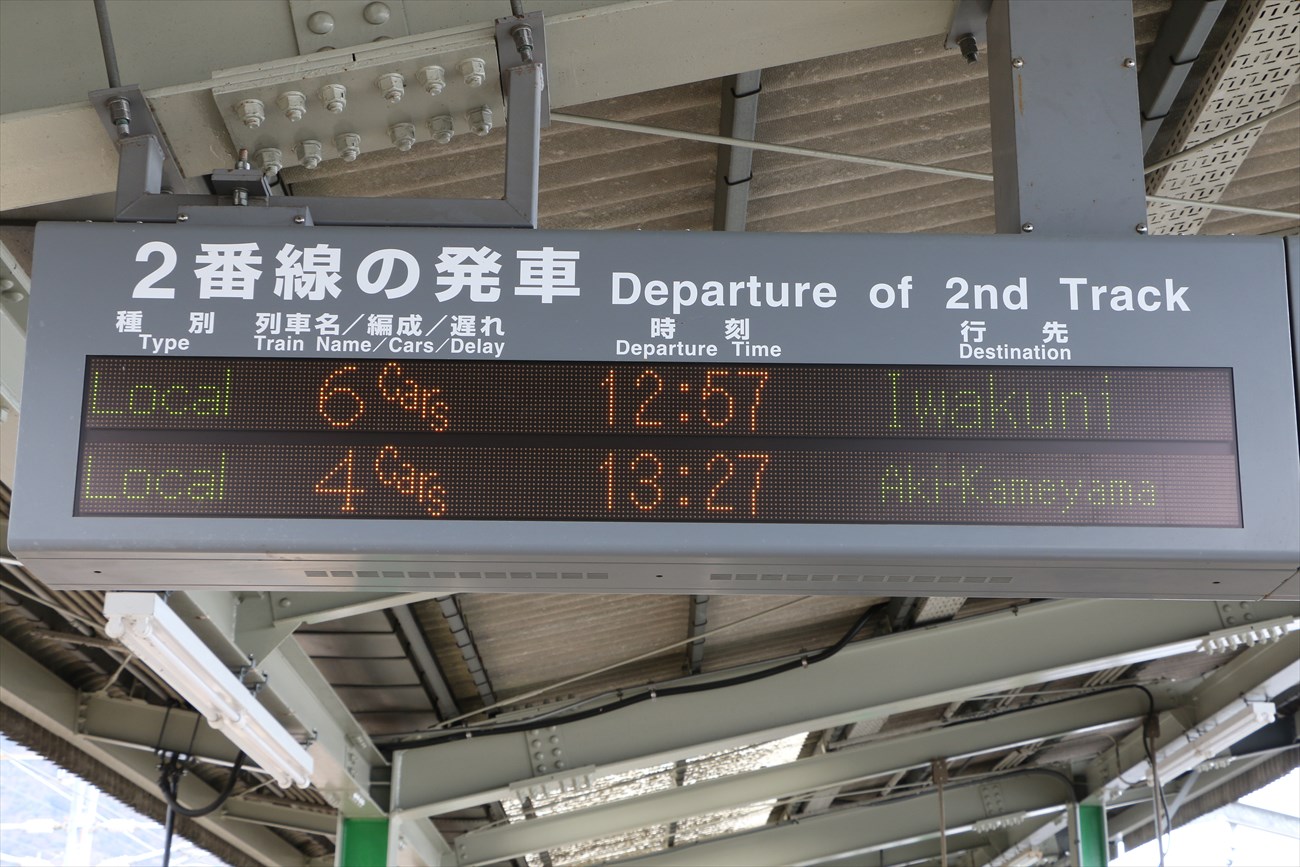 2番線の発車 Departure of 2nd Track
種別 列車名/編成/遅れ 時刻 行先
Type Train Name/Cars/Delay Departure Time Destination
Local 6 Cars 12:57 Iwakuni
Local 4 Cars 13:27 Aki-Kameyama